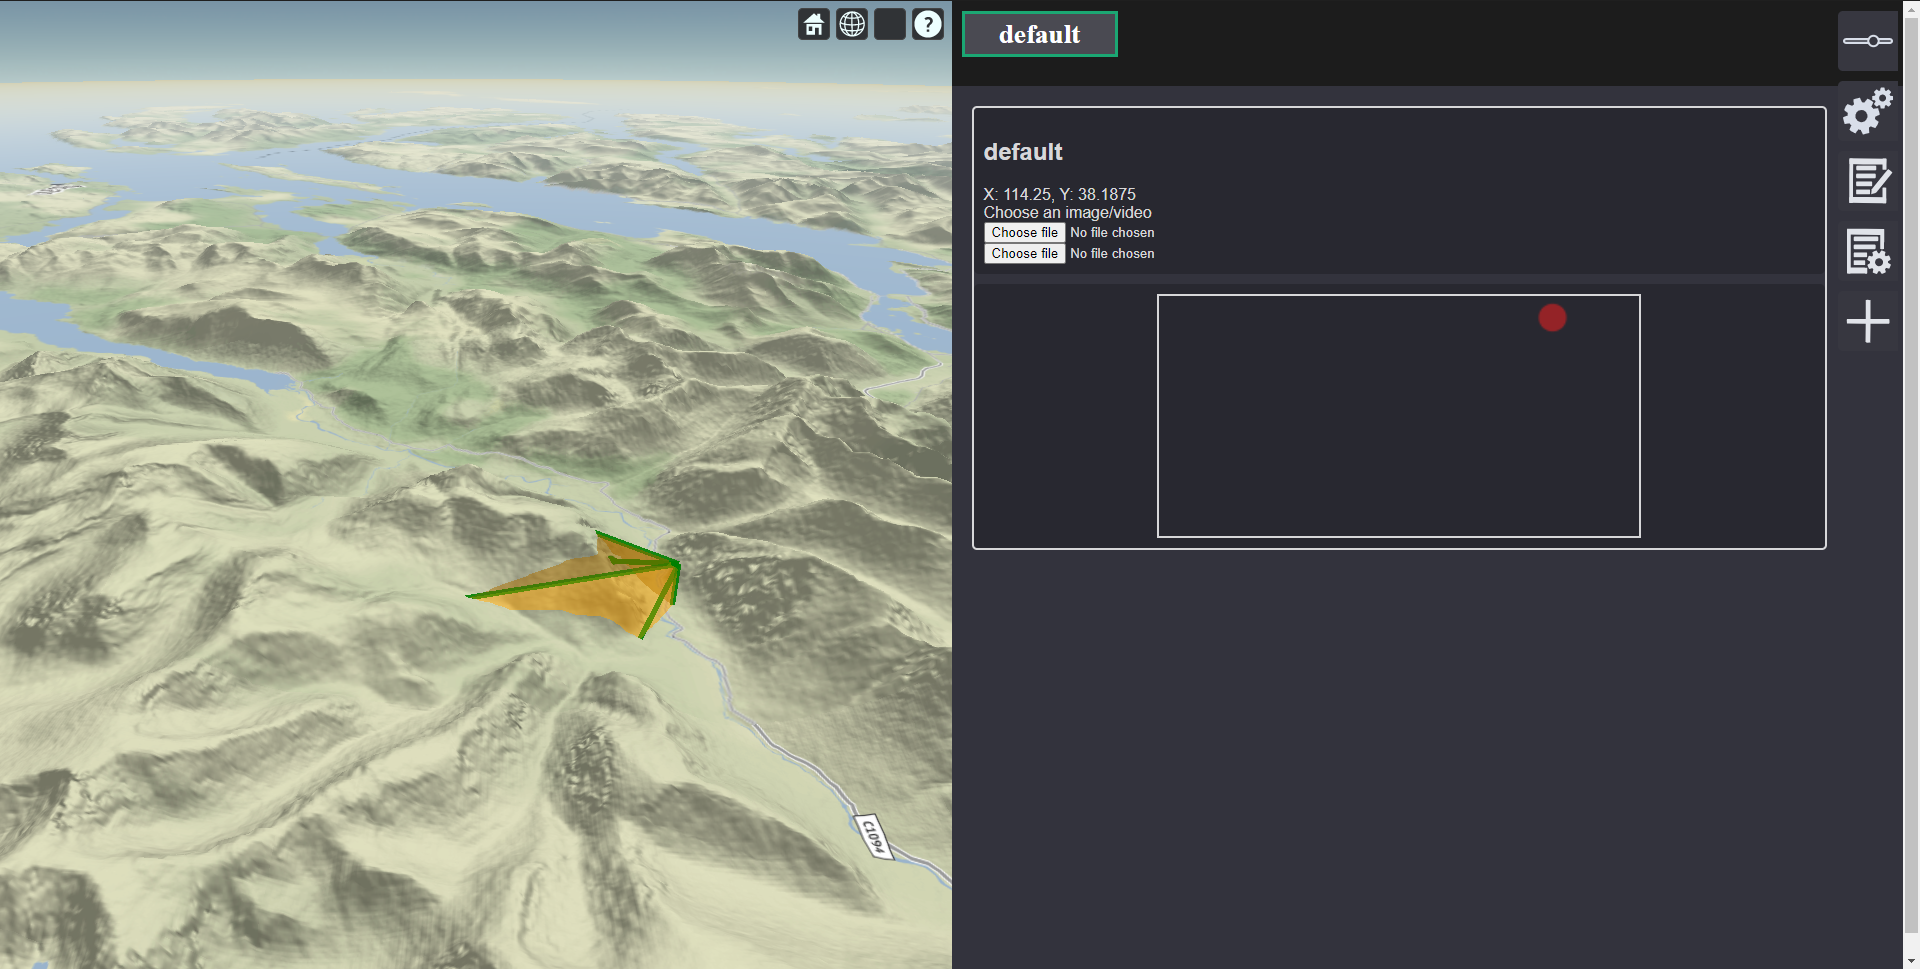 ?
default
default
X: 114.25, Y: 38.1875
Choose an image/video
Choose file No file chosen
Choose file No file chosen
C1094